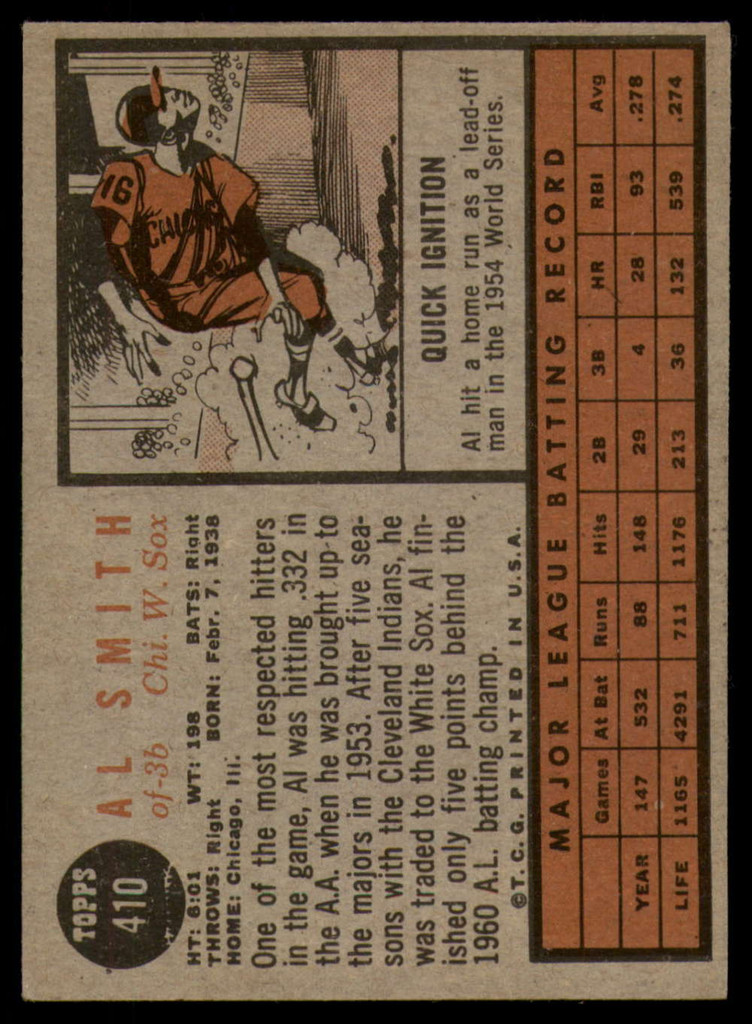 TOPPS
410
AL SMITH
of-3b Chi. W. Sox
HT: 6:01 WT: 198 BATS: Right
THROWS: Right BORN: Febr. 7, 1938
HOME: Chicago, Ill.
One of the most respected hitters
in the game, Al was hitting .332 in
the A.A. when he was brought up to
the majors in 1953. After five sea-
sons with the Cleveland Indians, he
was traded to the White Sox. Al fin-
ished only five points behind the
1960 A.L. batting champ.
©T.C.G. PRINTED IN U.S.A.
16
QUICK IGNITION
Al hit a home run as a lead-off
man in the 1954 World Series.
MAJOR LEAGUE BATTING RECORD
Games At Bat Runs Hits 2B 3B HR RBI Avg
YEAR 147 532 88 148 29 4 28 93 .278
LIFE 1165 4291 711 1176 213 36 132 539 .274